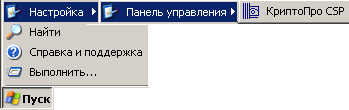 Настройка
Панель управления
КриптоПро CSP
Найти
Справка и поддержка
Выполнить...
Пуск